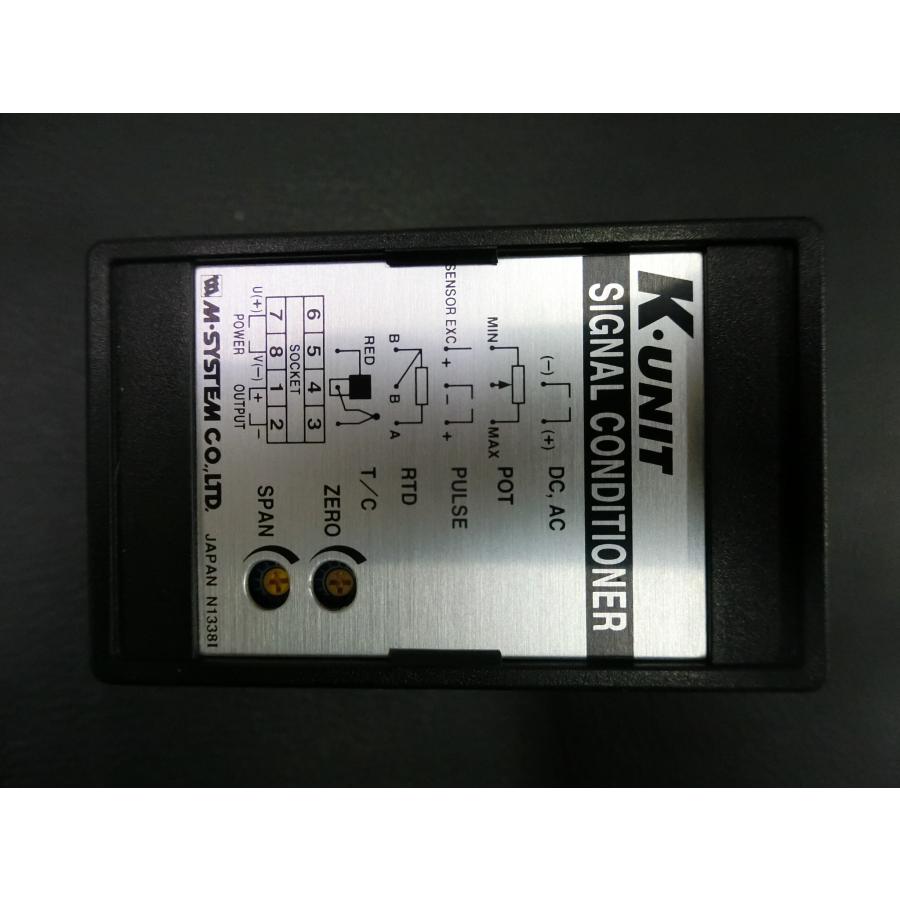 K·UNIT
SIGNAL CONDITIONER
(−) (+) DC, AC
MIN MAX POT
SENSOR EXC + + PULSE
B B A RTD
RED T/C
ZERO
6 5 4 3
SOCKET
7 8 1 2
SPAN
U(+) V(−) + −
POWER OUTPUT
M·SYSTEM CO.,LTD. JAPAN N1338I